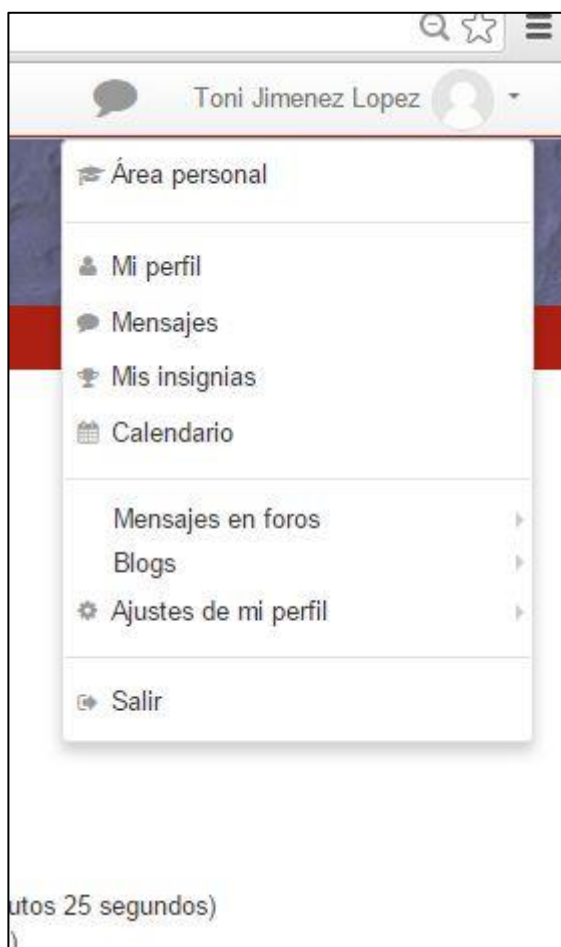 Toni Jimenez Lopez
Área personal
Mi perfil
Mensajes
Mis insignias
Calendario
Mensajes en foros
Blogs
Ajustes de mi perfil
Salir
utos 25 segundos)
)